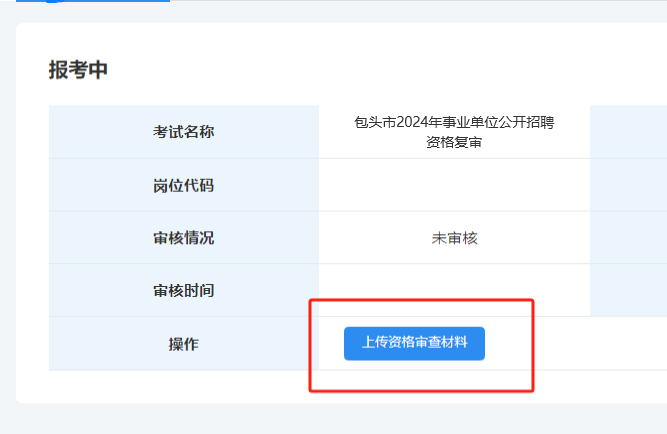 报考中
考试名称
包头市2024年事业单位公开招聘
资格复审
岗位代码
审核情况
未审核
审核时间
操作
上传资格审查材料